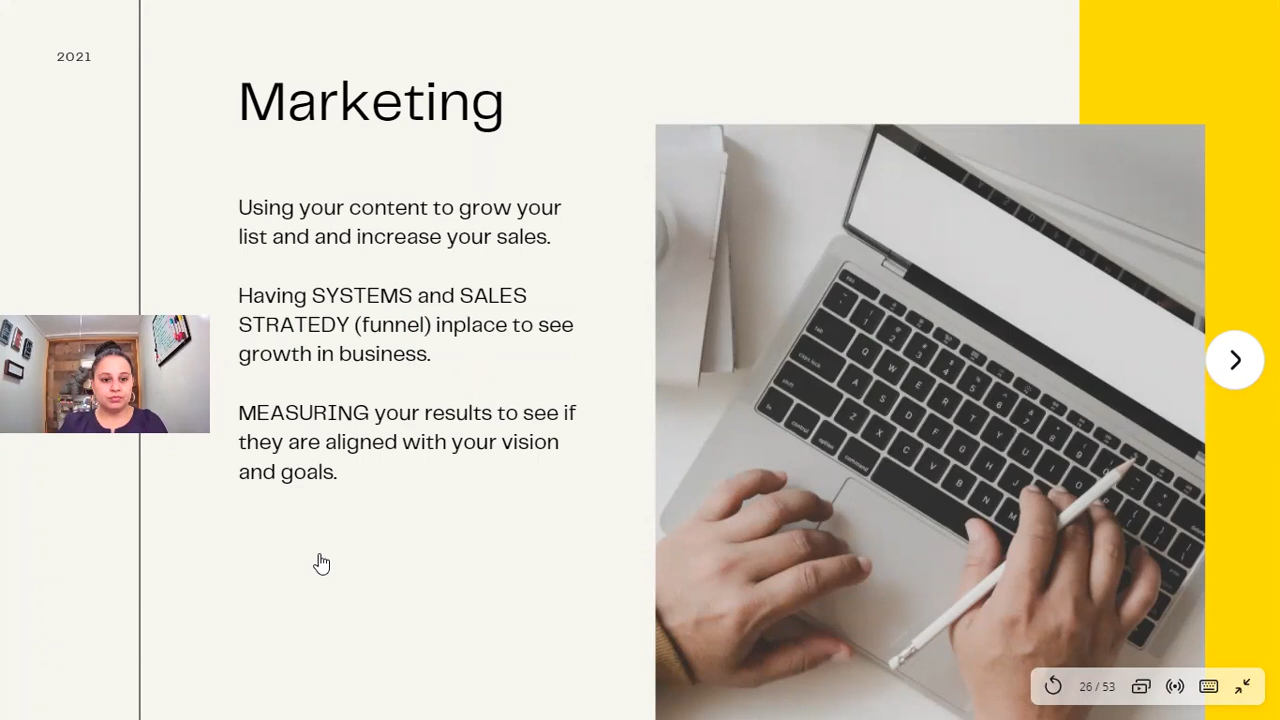 2021
Marketing
Using your content to grow your
list and and increase your sales.
Having SYSTEMS and SALES
STRATEDY (funnel) inplace to see
growth in business.
MEASURING your results to see if
they are aligned with your vision
and goals.
26 / 53